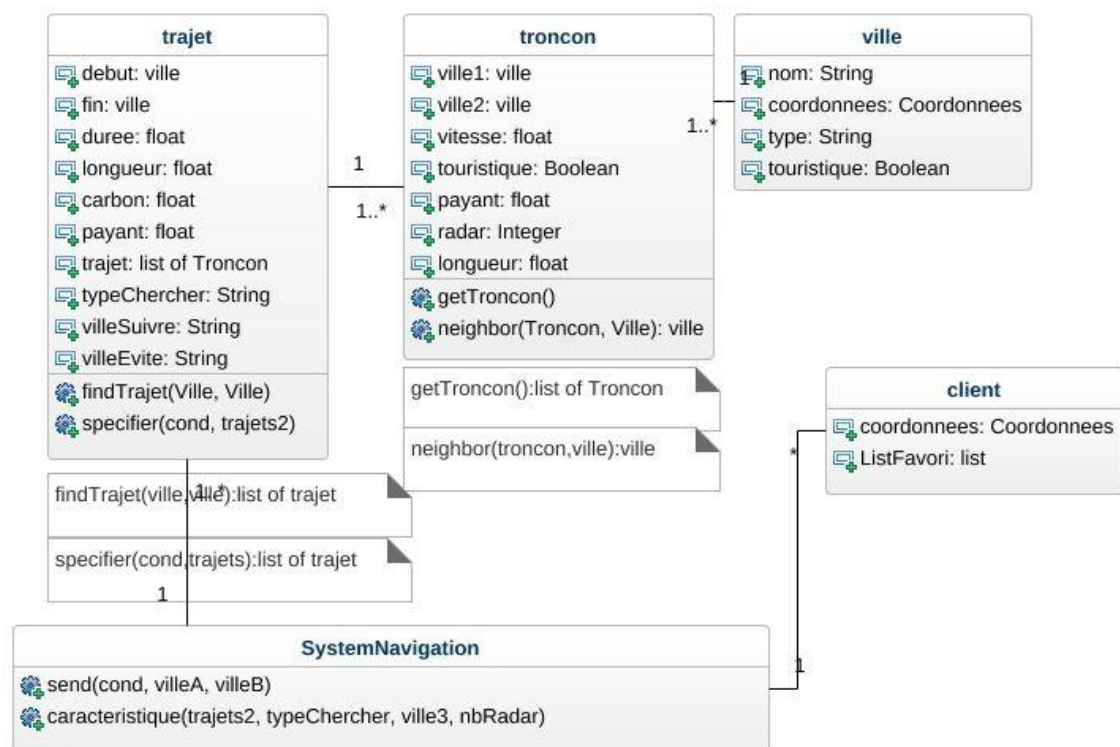 trajet
debut: ville
fin: ville
duree: float
longueur: float
carbon: float
payant: float
trajet: list of Troncon
typeChercher: String
villeSuivre: String
villeEvite: String
findTrajet(Ville, Ville)
specifier(cond, trajets2)
1
1..*
troncon
ville1: ville
ville2: ville
vitesse: float
touristique: Boolean
payant: float
radar: Integer
longueur: float
getTroncon()
neighbor(Troncon, Ville): ville
1..*
1
ville
nom: String
coordonnees: Coordonnees
type: String
touristique: Boolean
getTroncon():list of Troncon
neighbor(troncon,ville):ville
client
coordonnees: Coordonnees
ListFavori: list
*
1
findTrajet(ville,ville):list of trajet
1..*
specifier(cond,trajets):list of trajet
1
SystemNavigation
send(cond, villeA, villeB)
caracteristique(trajets2, typeChercher, ville3, nbRadar)